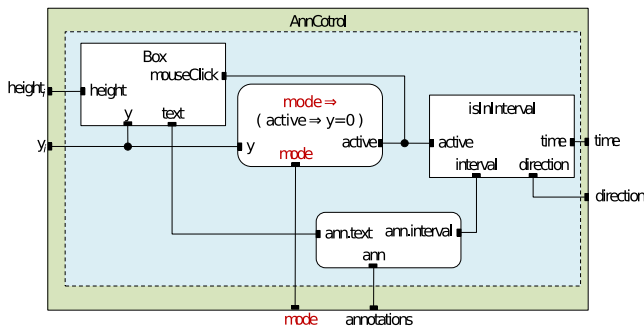 AnnCotrol
Box
mouseClick
height
y
text
height,
y,
mode ⇒
( active ⇒ y=0 )
y
active
mode
isInInterval
active
time
interval
direction
time
direction
ann.text
ann.interval
ann
mode
annotations